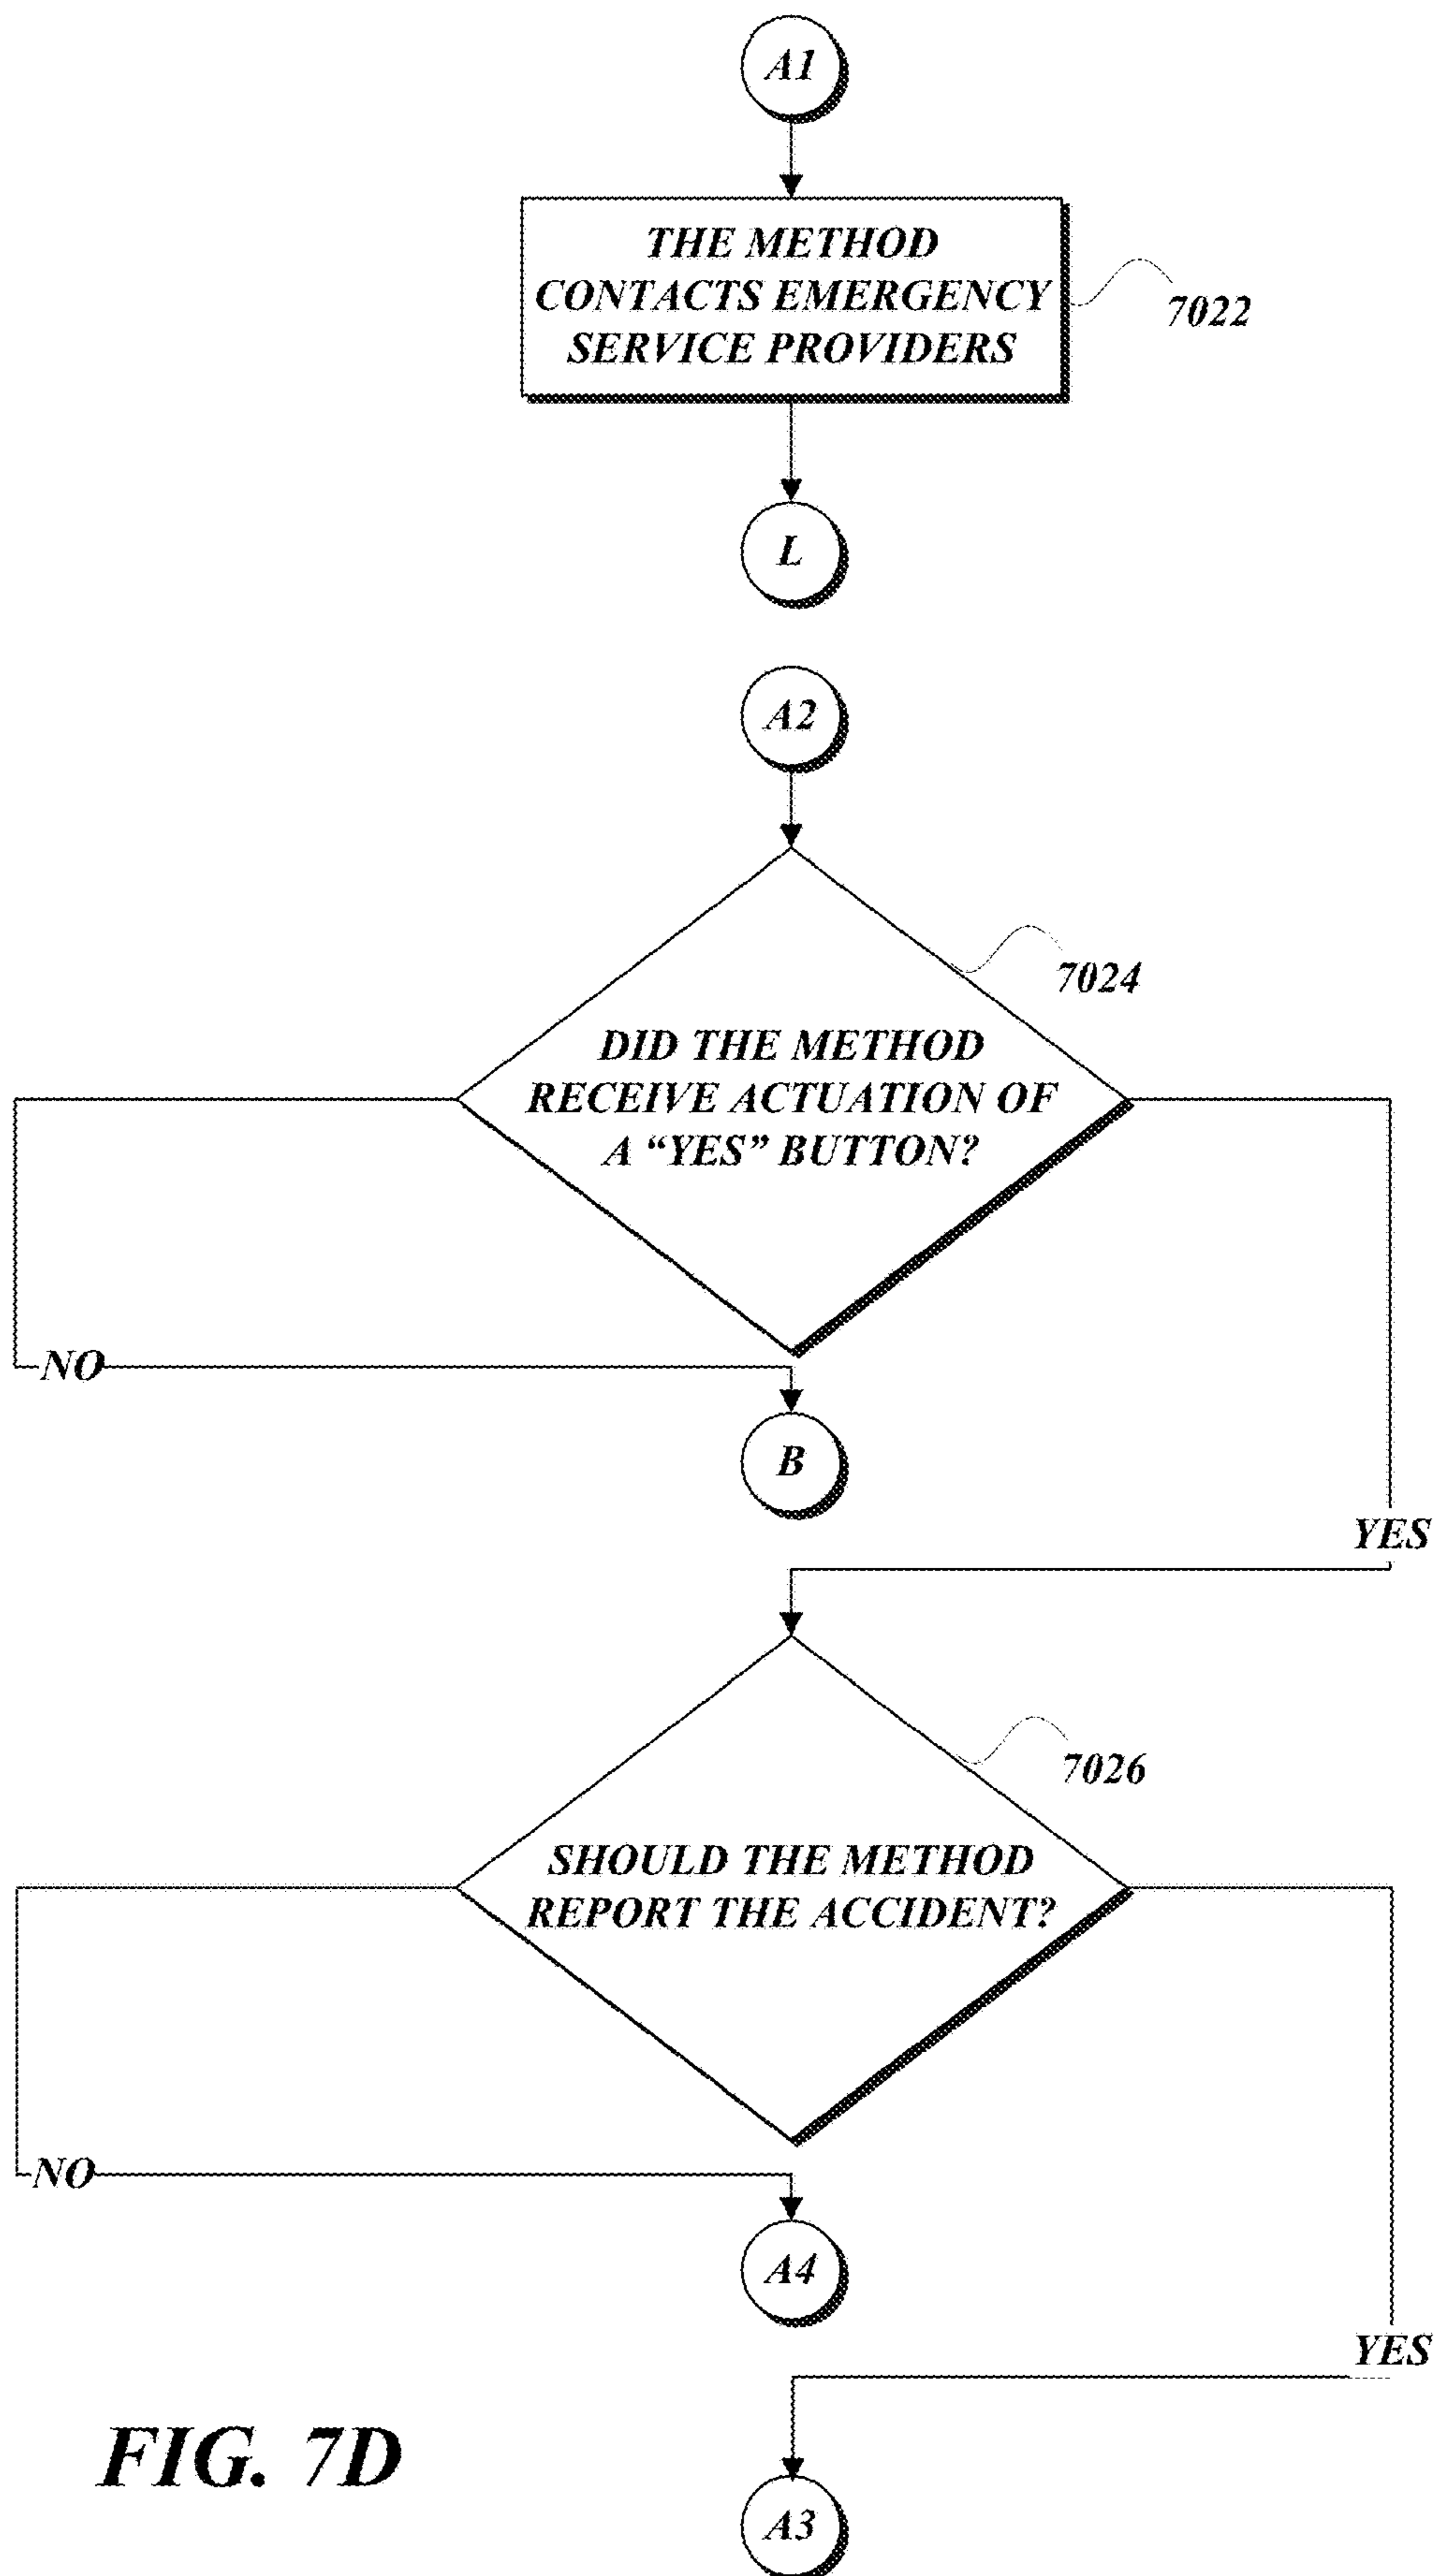 A1
THE METHOD
CONTACTS EMERGENCY
SERVICE PROVIDERS
7022
L
A2
7024
DID THE METHOD
RECEIVE ACTUATION OF
A “YES” BUTTON?
NO
B
YES
7026
SHOULD THE METHOD
REPORT THE ACCIDENT?
NO
A4
YES
FIG. 7D
A3